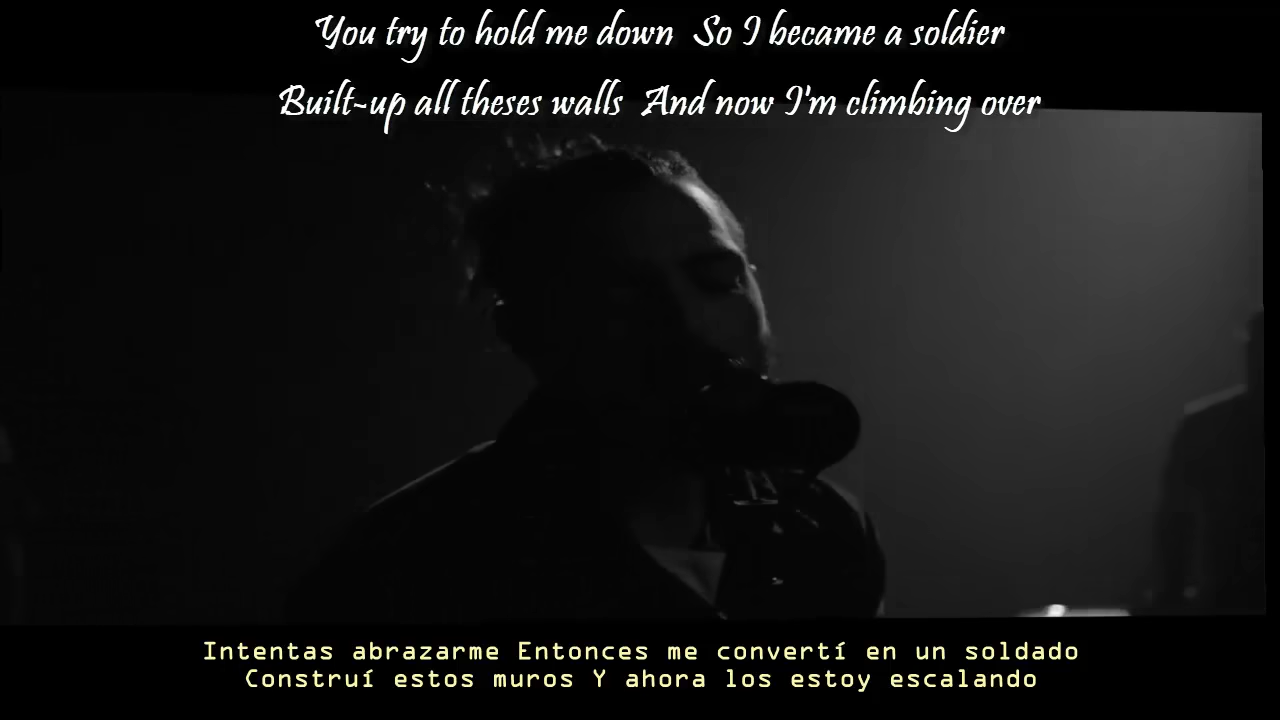 You try to hold me down So I became a soldier
Built-up all theses walls And now I'm climbing over
Intentas abrazarme Entonces me convertí en un soldado
Construí estos muros Y ahora los estoy escalando